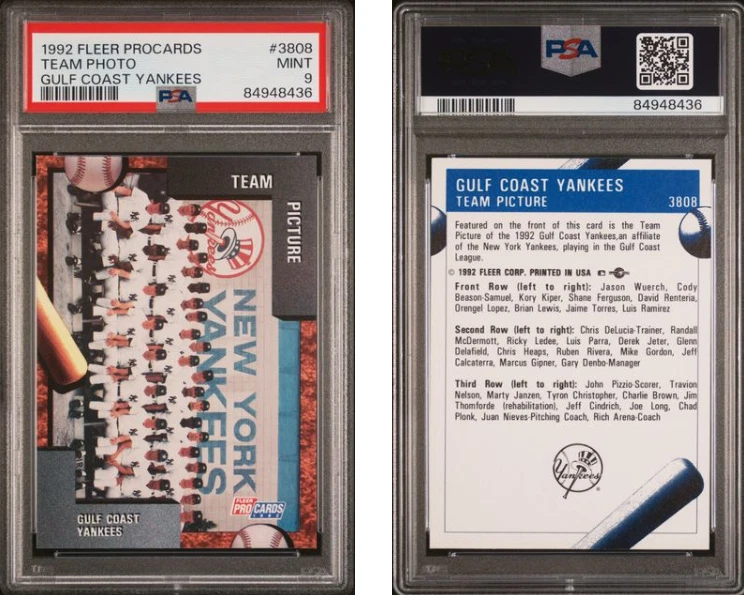 1992 FLEER PROCARDS #3808
TEAM PHOTO MINT
GULF COAST YANKEES 9
PSA 84948436
TEAM
PICTURE
Yankees
NEW YORK
YANKEES
FLEER
PROCARDS
1992
GULF COAST
YANKEES
PSA
84948436
GULF COAST YANKEES
TEAM PICTURE 3808
Featured on the front of this card is the Team
Picture of the 1992 Gulf Coast Yankees,an affiliate
of the New York Yankees, playing in the Gulf Coast
League.
© 1992 FLEER CORP. PRINTED IN USA
Front Row (left to right): Jason Wuerch, Cody
Beason-Samuel, Kory Kiper, Shane Ferguson, David Renteria,
Orengel Lopez, Brian Lewis, Jaime Torres, Luis Ramirez
Second Row (left to right): Chris DeLucia-Trainer, Randall
McDermott, Ricky Ledee, Luis Parra, Derek Jeter, Glenn
Delafield, Chris Heaps, Ruben Rivera, Mike Gordon, Jeff
Calcaterra, Marcus Gipner, Gary Denbo-Manager
Third Row (left to right): John Pizzio-Scorer, Travion
Nelson, Marty Janzen, Tyron Christopher, Charlie Brown, Jim
Thomforde (rehabilitation), Jeff Cindrich, Joe Long, Chad
Plonk, Juan Nieves-Pitching Coach, Rich Arena-Coach
Yankees